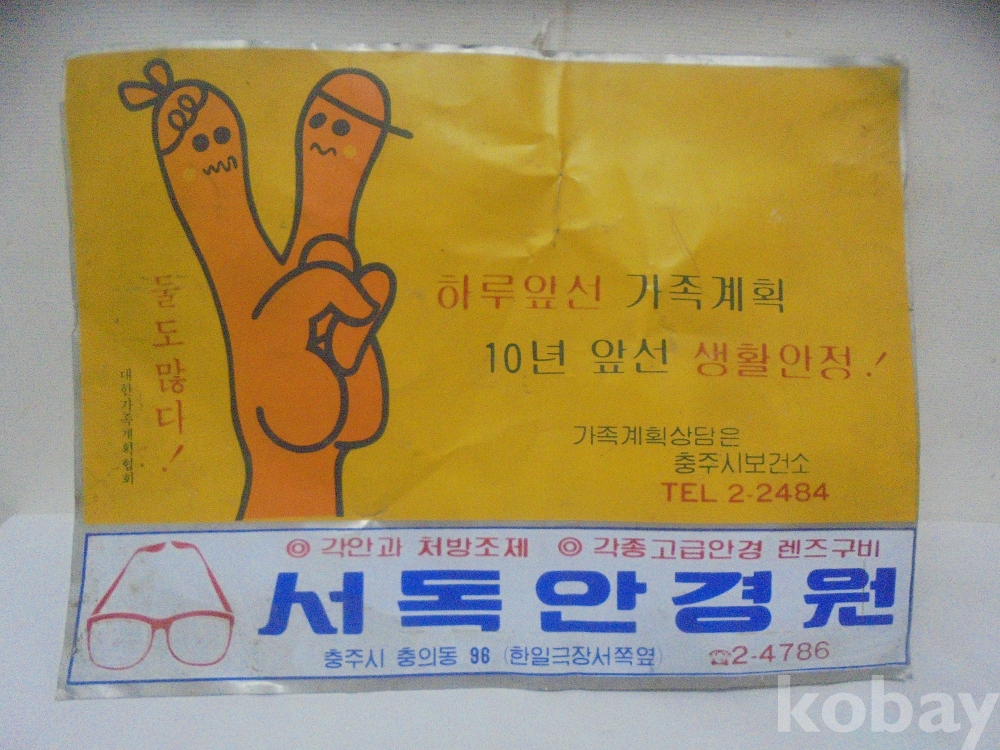 둘도많다!
대한가족계획협회
하루앞선 가족계획
10년 앞선 생활안정!
가족계획상담은
충주시보건소
TEL 2-2484
◎ 각안과 처방조제 ◎ 각종고급안경 렌즈구비
서독안경원
충주시 충의동 96 (한일극장서쪽옆) ☎2-4786
kobay